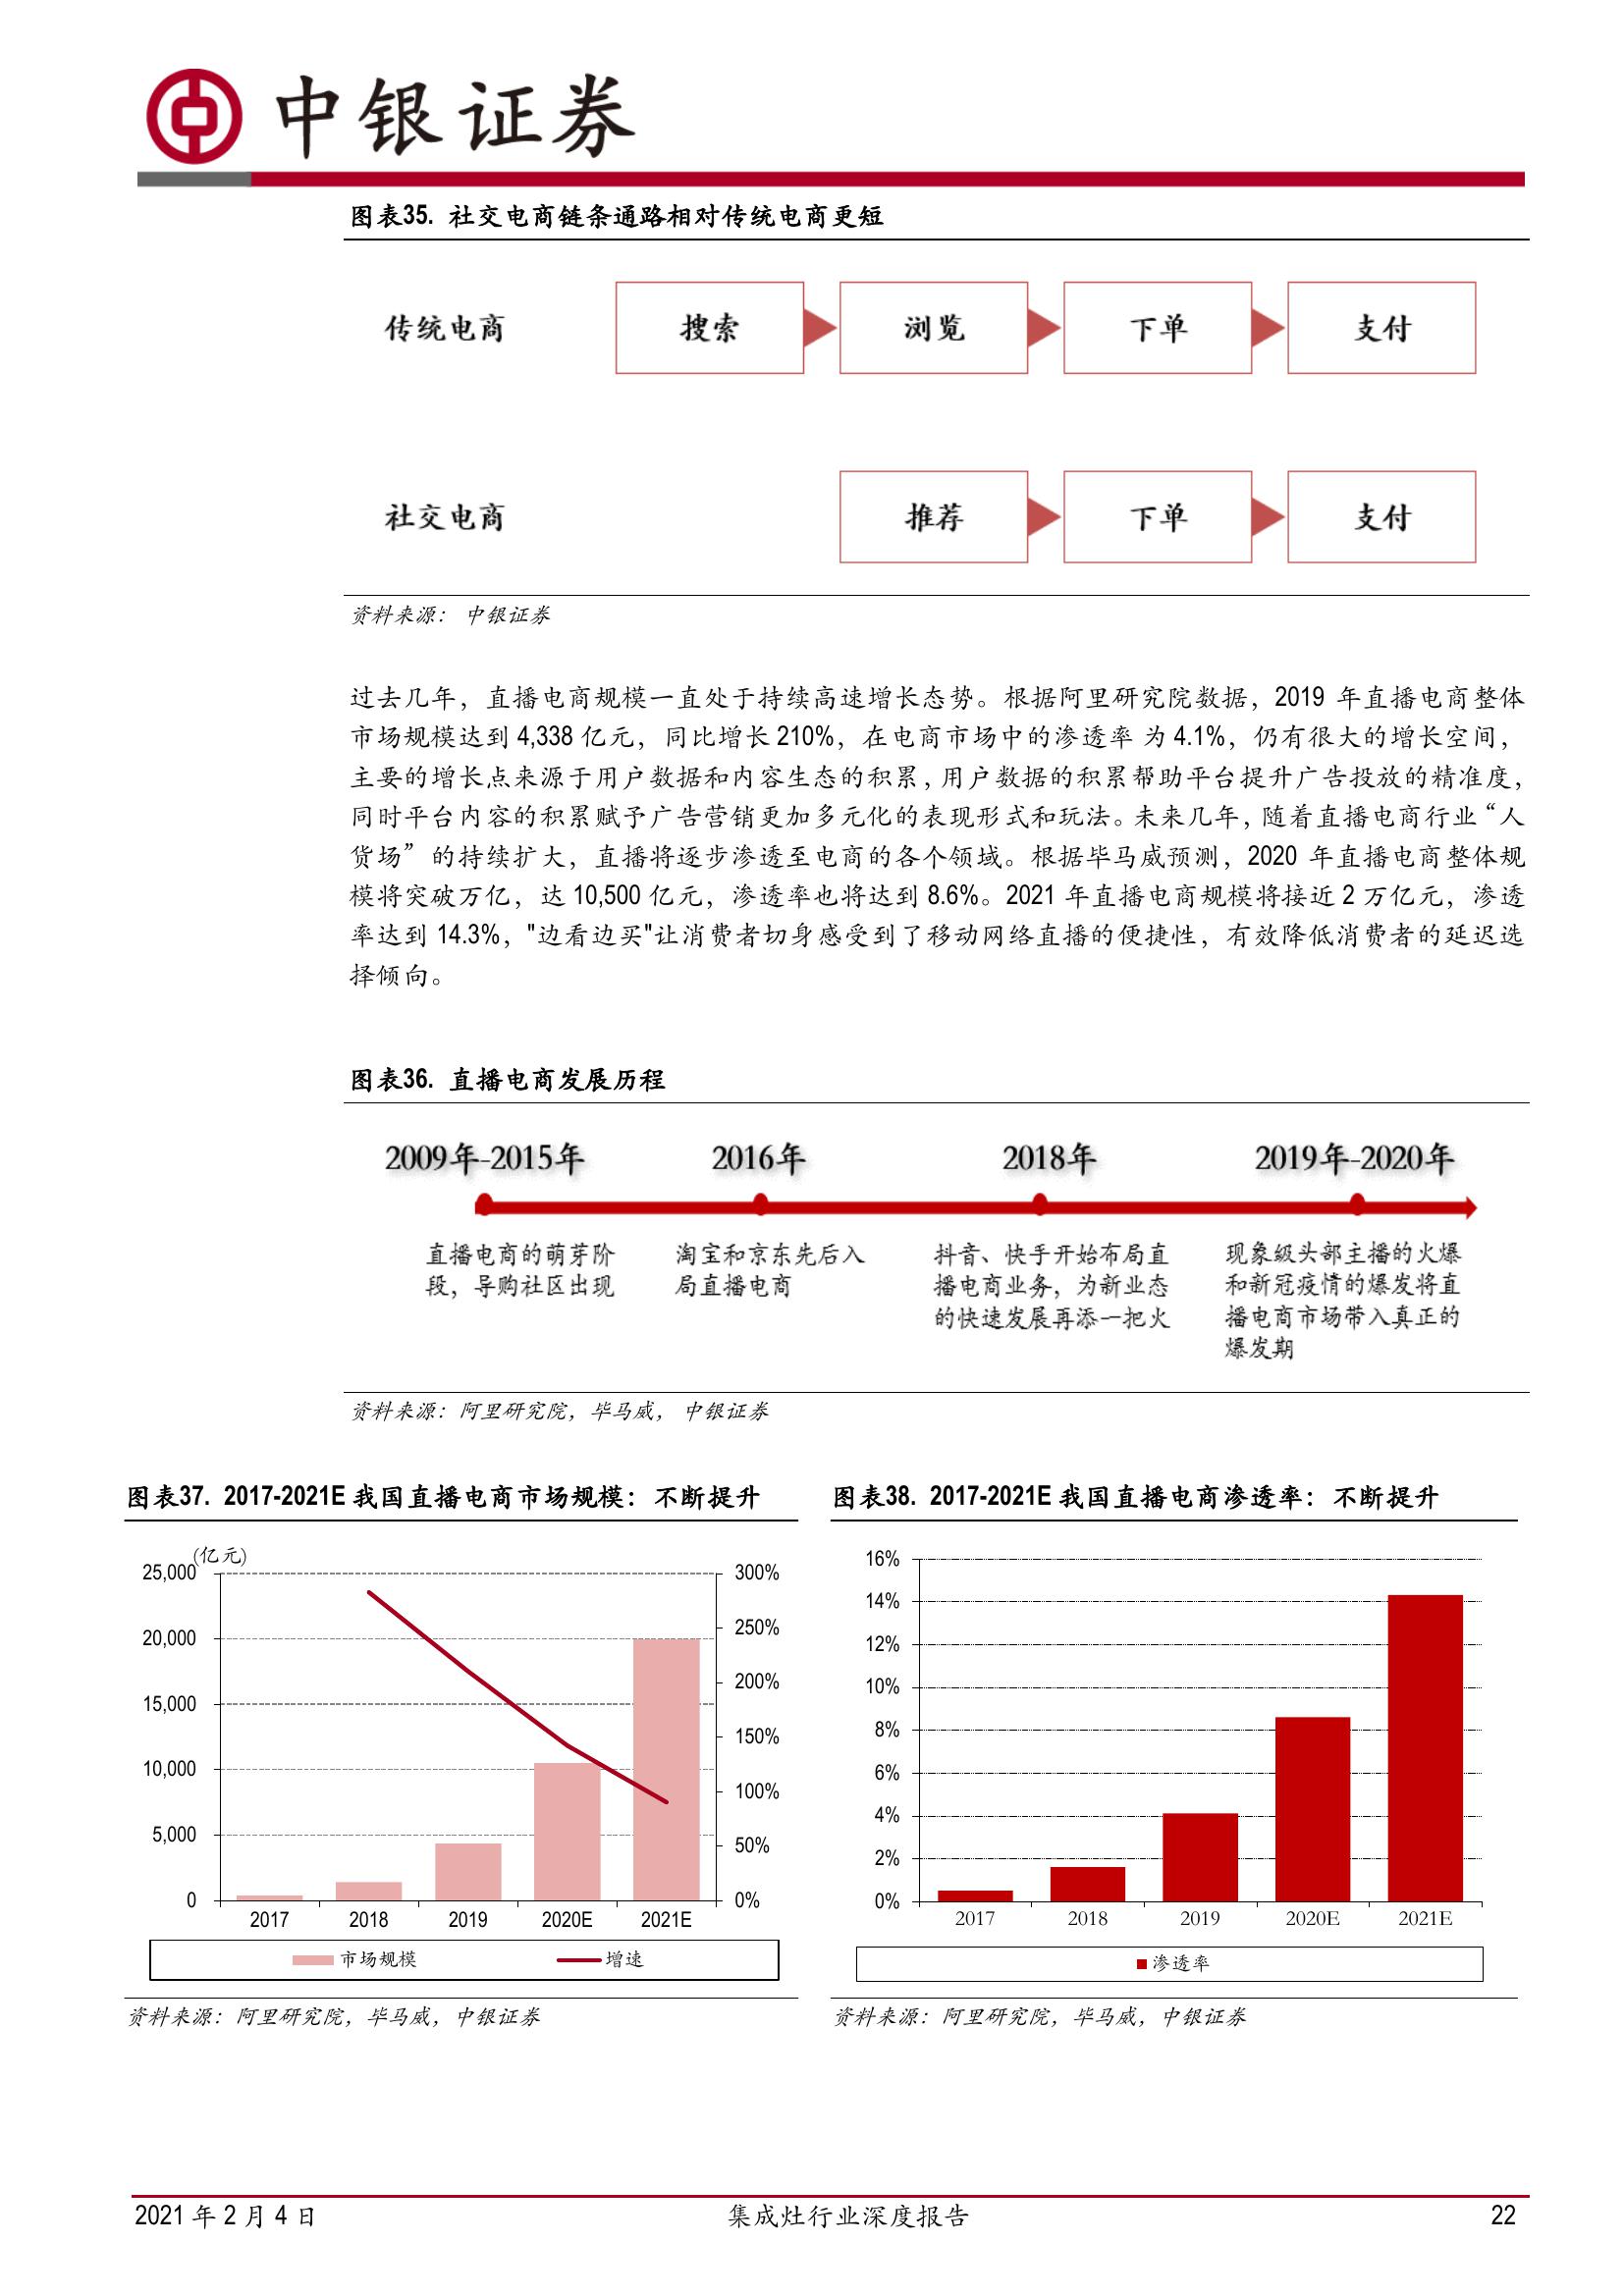 中银证券
图表35. 社交电商链条通路相对传统电商更短
传统电商 搜索 浏览 下单 支付
社交电商 推荐 下单 支付
资料来源： 中银证券
过去几年，直播电商规模一直处于持续高速增长态势。根据阿里研究院数据，2019 年直播电商整体
市场规模达到 4,338 亿元，同比增长 210%，在电商市场中的渗透率 为 4.1%，仍有很大的增长空间，
主要的增长点来源于用户数据和内容生态的积累，用户数据的积累帮助平台提升广告投放的精准度，
同时平台内容的积累赋予广告营销更加多元化的表现形式和玩法。未来几年，随着直播电商行业“人
货场” 的持续扩大，直播将逐步渗透至电商的各个领域。根据毕马威预测，2020 年直播电商整体规
模将突破万亿，达 10,500 亿元，渗透率也将达到 8.6%。2021 年直播电商规模将接近 2 万亿元，渗透
率达到 14.3%，"边看边买"让消费者切身感受到了移动网络直播的便捷性，有效降低消费者的延迟选
择倾向。
图表36. 直播电商发展历程
2009年-2015年 2016年 2018年 2019年-2020年
直播电商的萌芽阶
段，导购社区出现
淘宝和京东先后入
局直播电商
抖音、快手开始布局直
播电商业务，为新业态
的快速发展再添一把火
现象级头部主播的火爆
和新冠疫情的爆发将直
播电商市场带入真正的
爆发期
资料来源：阿里研究院，毕马威， 中银证券
图表37. 2017-2021E 我国直播电商市场规模：不断提升
(亿元)
25,000
20,000
15,000
10,000
5,000
0
300%
250%
200%
150%
100%
50%
0%
2017 2018 2019 2020E 2021E
市场规模 增速
资料来源：阿里研究院，毕马威，中银证券
图表38. 2017-2021E 我国直播电商渗透率：不断提升
16%
14%
12%
10%
8%
6%
4%
2%
0%
2017 2018 2019 2020E 2021E
渗透率
资料来源：阿里研究院，毕马威，中银证券
2021 年 2 月 4 日 集成灶行业深度报告 22